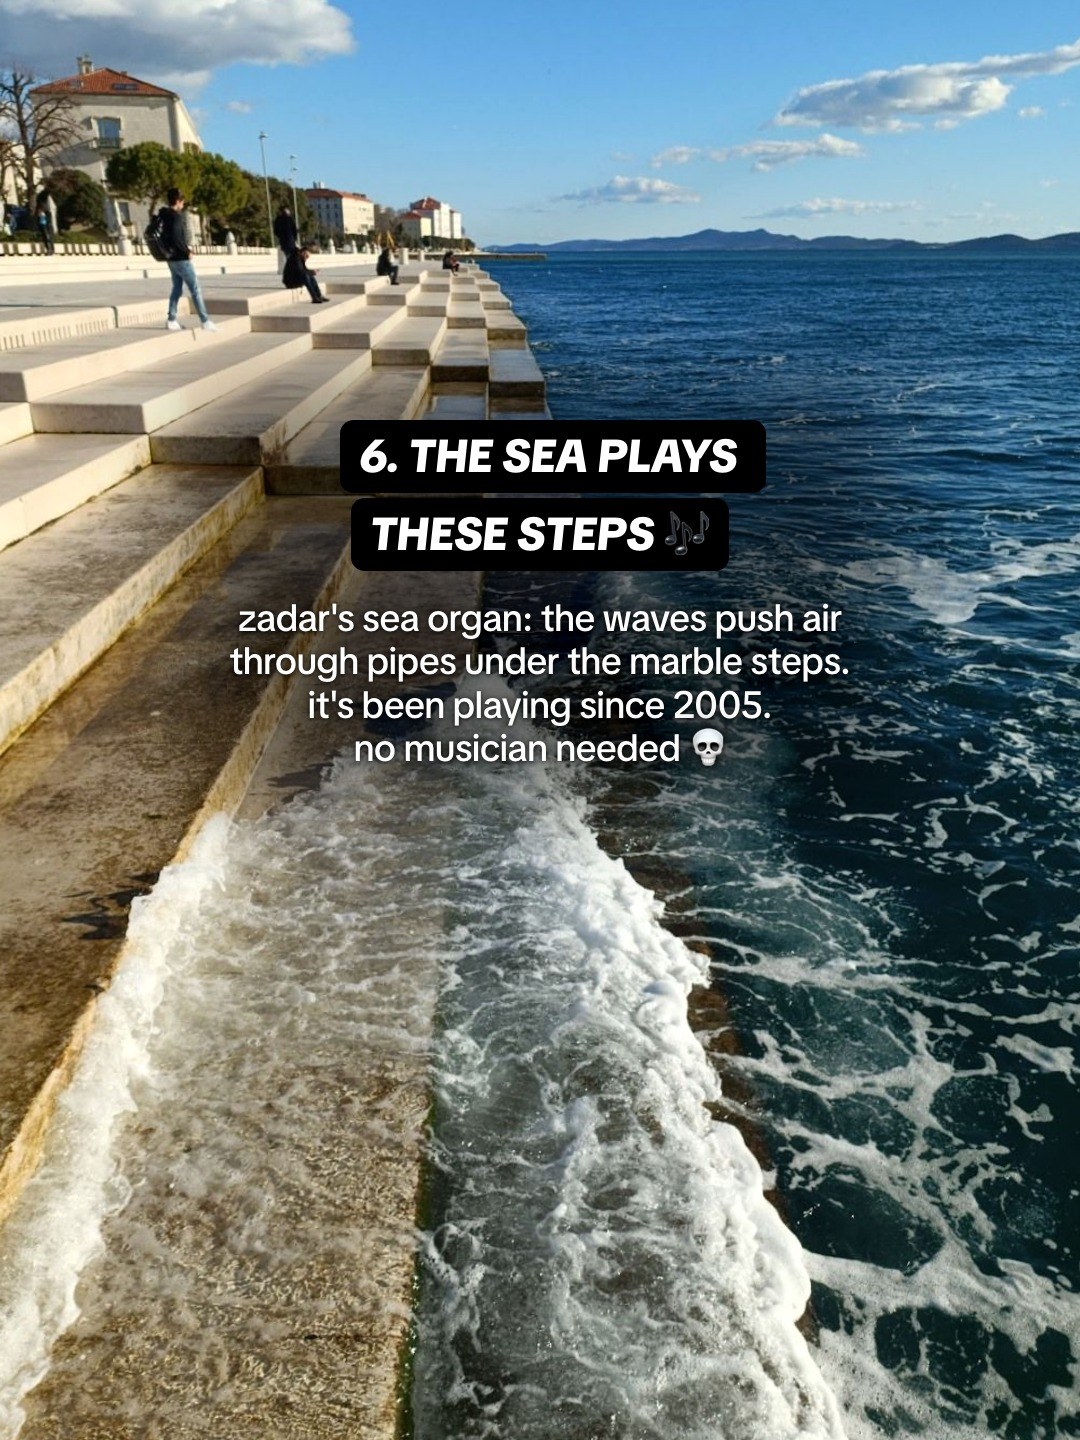 6. THE SEA PLAYS
THESE STEPS 🎶
zadar's sea organ: the waves push air
through pipes under the marble steps.
it's been playing since 2005.
no musician needed 💀